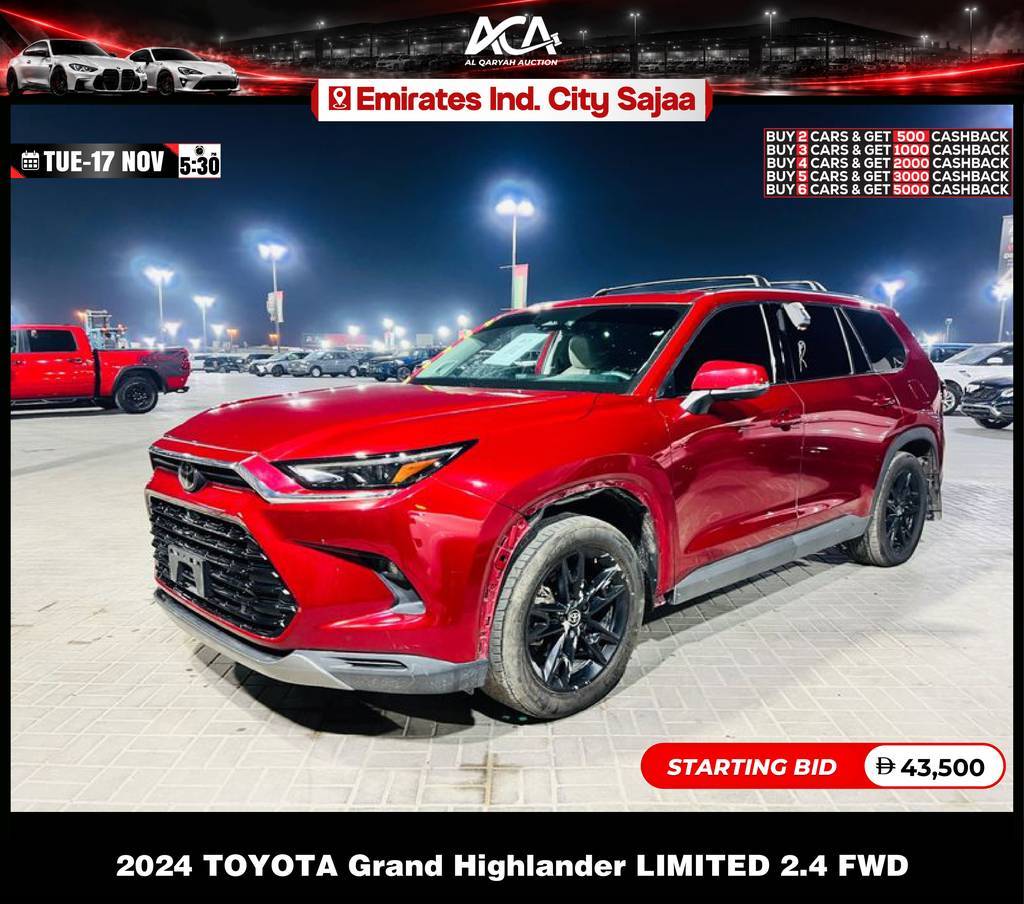 ACA
AL QARYAH AUCTION
Emirates Ind. City Sajaa
TUE-17 NOV
5:30
BUY 2 CARS & GET 500 CASHBACK
BUY 3 CARS & GET 1000 CASHBACK
BUY 4 CARS & GET 2000 CASHBACK
BUY 5 CARS & GET 3000 CASHBACK
BUY 6 CARS & GET 5000 CASHBACK
R
STARTING BID 43,500
2024 TOYOTA Grand Highlander LIMITED 2.4 FWD